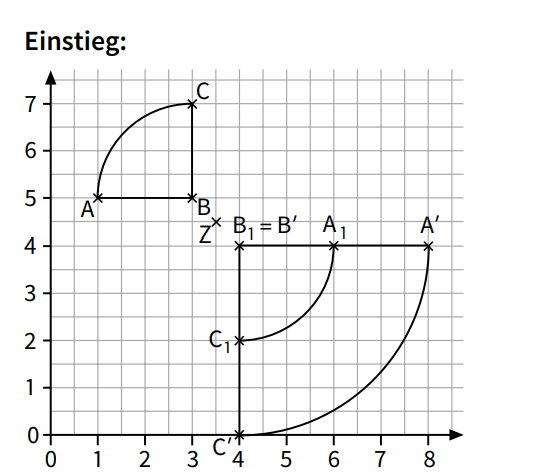 Einstieg:
7
C
6
5
A
B
Z
B₁ = B′
A₁
A′
4
3
2
C₁
1
0
C′
0 1 2 3 4 5 6 7 8